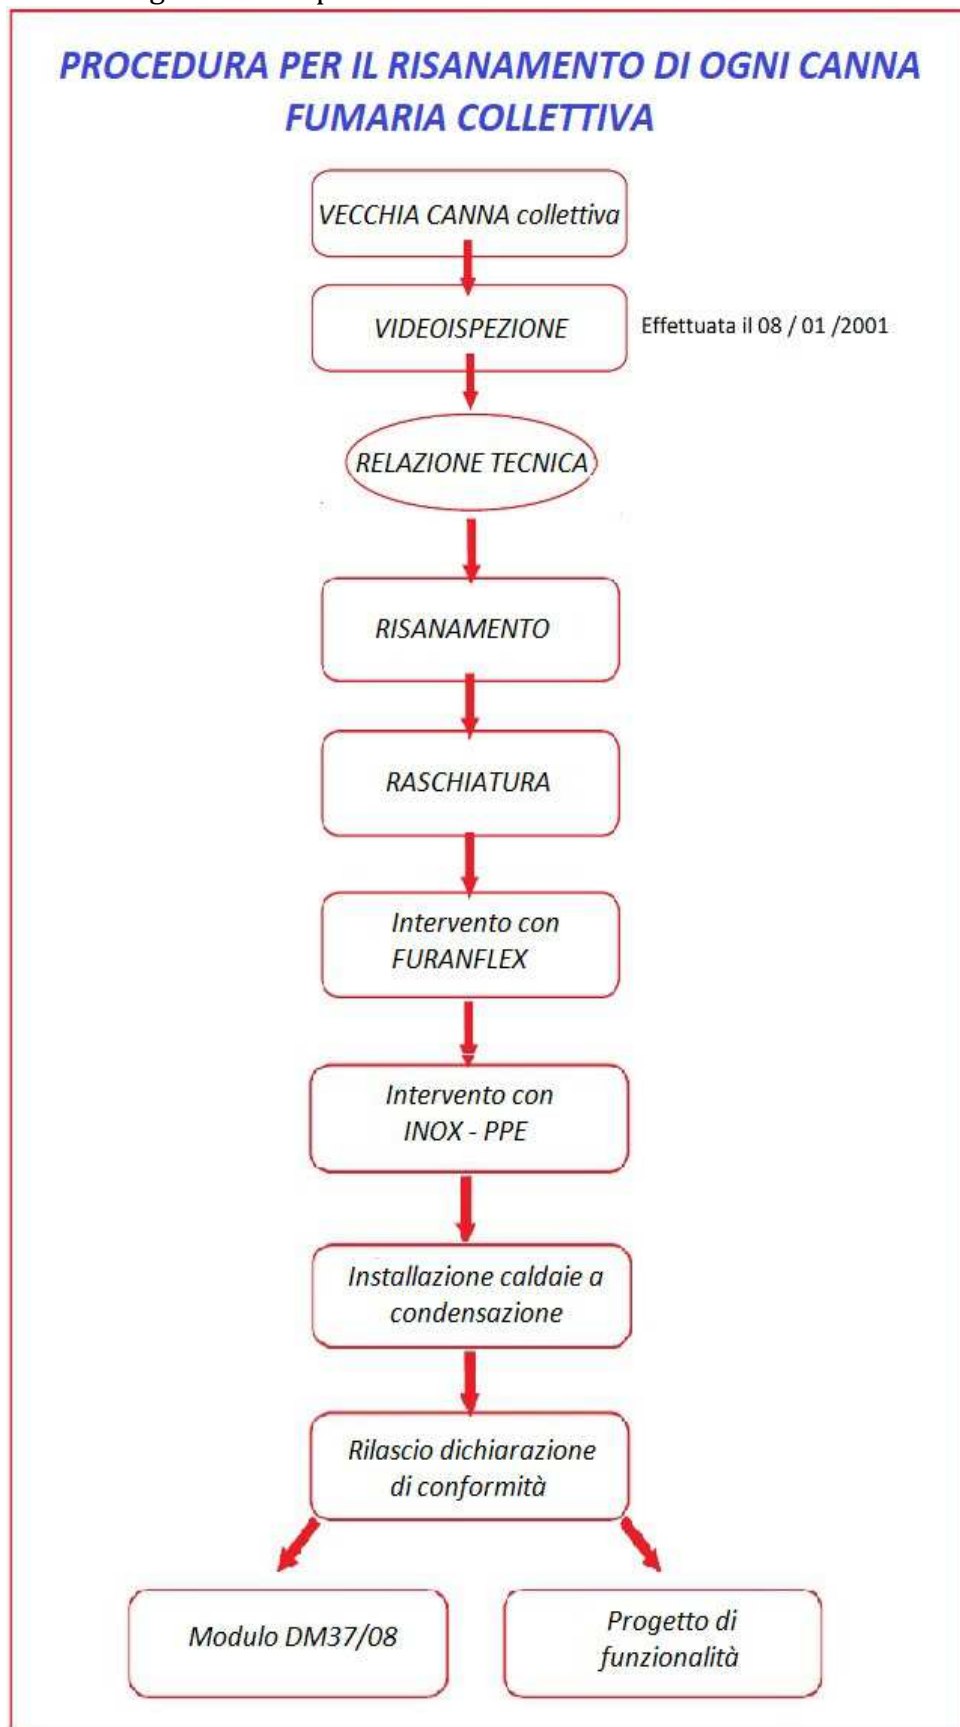 PROCEDURA PER IL RISANAMENTO DI OGNI CANNA
FUMARIA COLLETTIVA
VECCHIA CANNA collettiva
VIDEOISPEZIONE
Effettuata il 08 / 01 /2001
RELAZIONE TECNICA
RISANAMENTO
RASCHIATURA
Intervento con
FURANFLEX
Intervento con
INOX - PPE
Installazione caldaie a
condensazione
Rilascio dichiarazione
di conformità
Modulo DM37/08
Progetto di
funzionalità